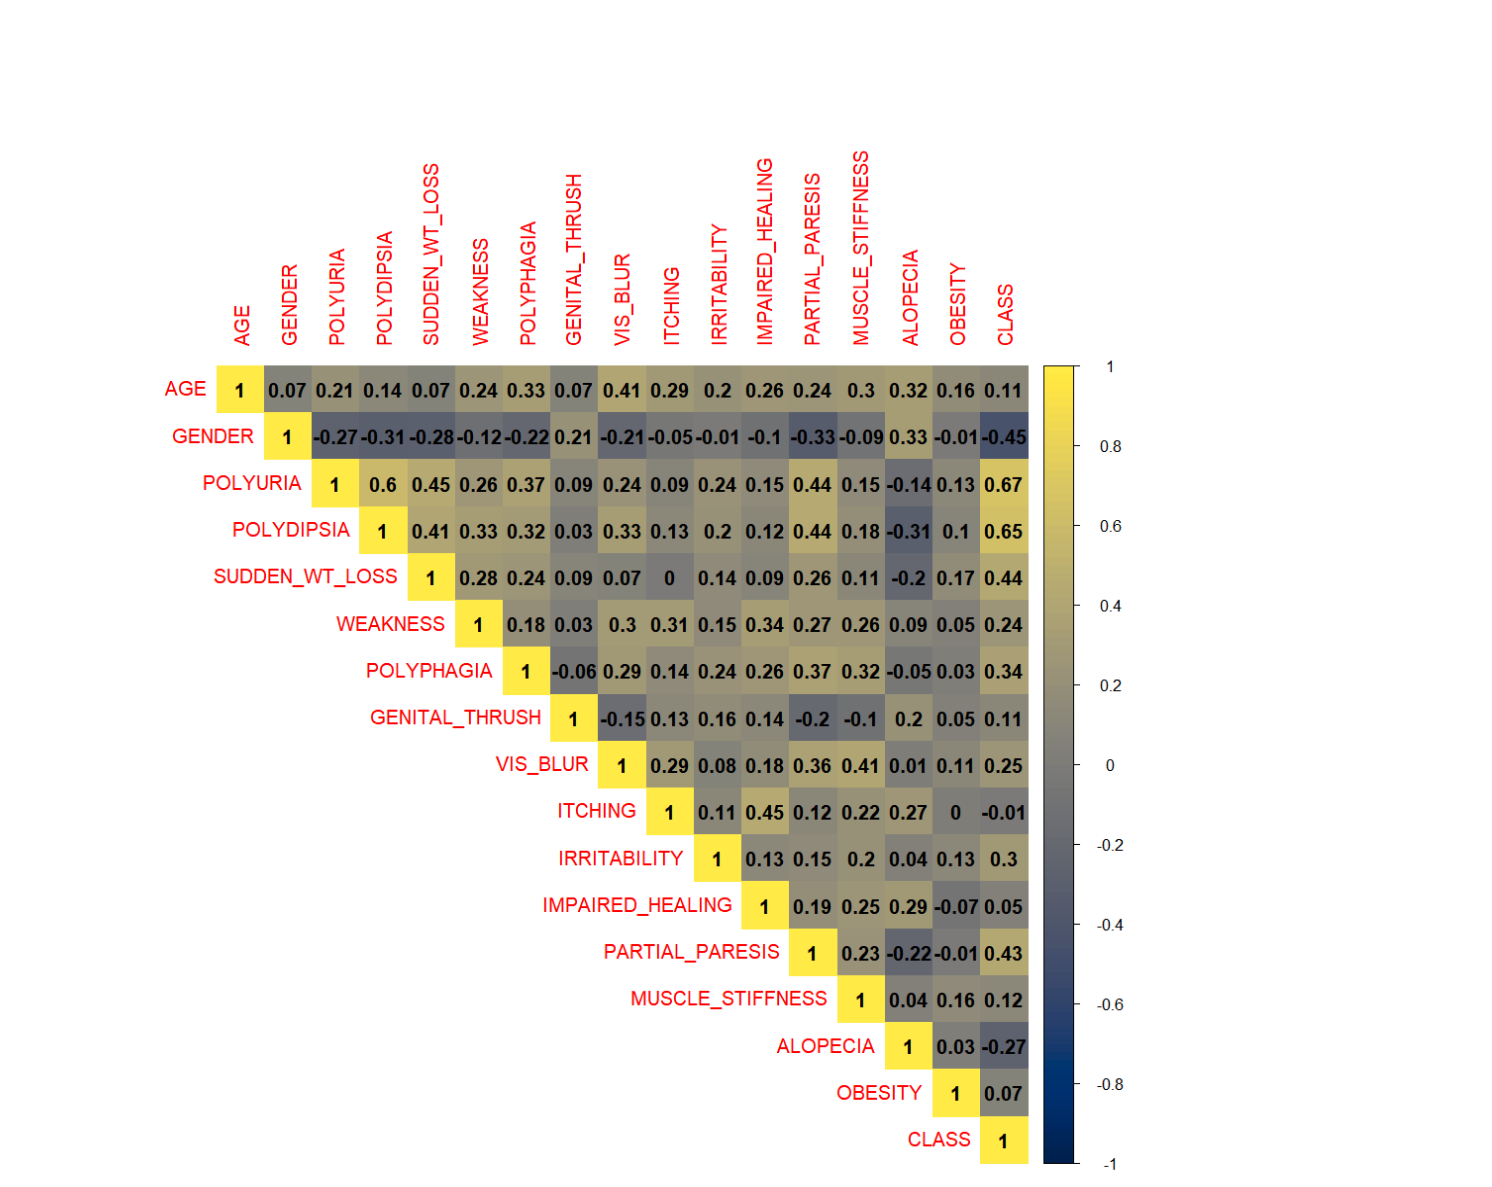 AGE
GENDER
POLYURIA
POLYDIPSIA
SUDDEN_WT_LOSS
WEAKNESS
POLYPHAGIA
GENITAL_THRUSH
VIS_BLUR
ITCHING
IRRITABILITY
IMPAIRED_HEALING
PARTIAL_PARESIS
MUSCLE_STIFFNESS
ALOPECIA
OBESITY
CLASS
AGE 1 0.07 0.21 0.14 0.07 0.24 0.33 0.07 0.41 0.29 0.2 0.26 0.24 0.3 0.32 0.16 0.11
GENDER 1 -0.27 -0.31 -0.28 -0.12 -0.22 0.21 -0.21 -0.05 -0.01 -0.1 -0.33 -0.09 0.33 -0.01 -0.45
POLYURIA 1 0.6 0.45 0.26 0.37 0.09 0.24 0.09 0.24 0.15 0.44 0.15 -0.14 0.13 0.67
POLYDIPSIA 1 0.41 0.33 0.32 0.03 0.33 0.13 0.2 0.12 0.44 0.18 -0.31 0.1 0.65
SUDDEN_WT_LOSS 1 0.28 0.24 0.09 0.07 0 0.14 0.09 0.26 0.11 -0.2 0.17 0.44
WEAKNESS 1 0.18 0.03 0.3 0.31 0.15 0.34 0.27 0.26 0.09 0.05 0.24
POLYPHAGIA 1 -0.06 0.29 0.14 0.24 0.26 0.37 0.32 -0.05 0.03 0.34
GENITAL_THRUSH 1 -0.15 0.13 0.16 0.14 -0.2 -0.1 0.2 0.05 0.11
VIS_BLUR 1 0.29 0.08 0.18 0.36 0.41 0.01 0.11 0.25
ITCHING 1 0.11 0.45 0.12 0.22 0.27 0 -0.01
IRRITABILITY 1 0.13 0.15 0.2 0.04 0.13 0.3
IMPAIRED_HEALING 1 0.19 0.25 0.29 -0.07 0.05
PARTIAL_PARESIS 1 0.23 -0.22 -0.01 0.43
MUSCLE_STIFFNESS 1 0.04 0.16 0.12
ALOPECIA 1 0.03 -0.27
OBESITY 1 0.07
CLASS 1
1
0.8
0.6
0.4
0.2
0
-0.2
-0.4
-0.6
-0.8
-1